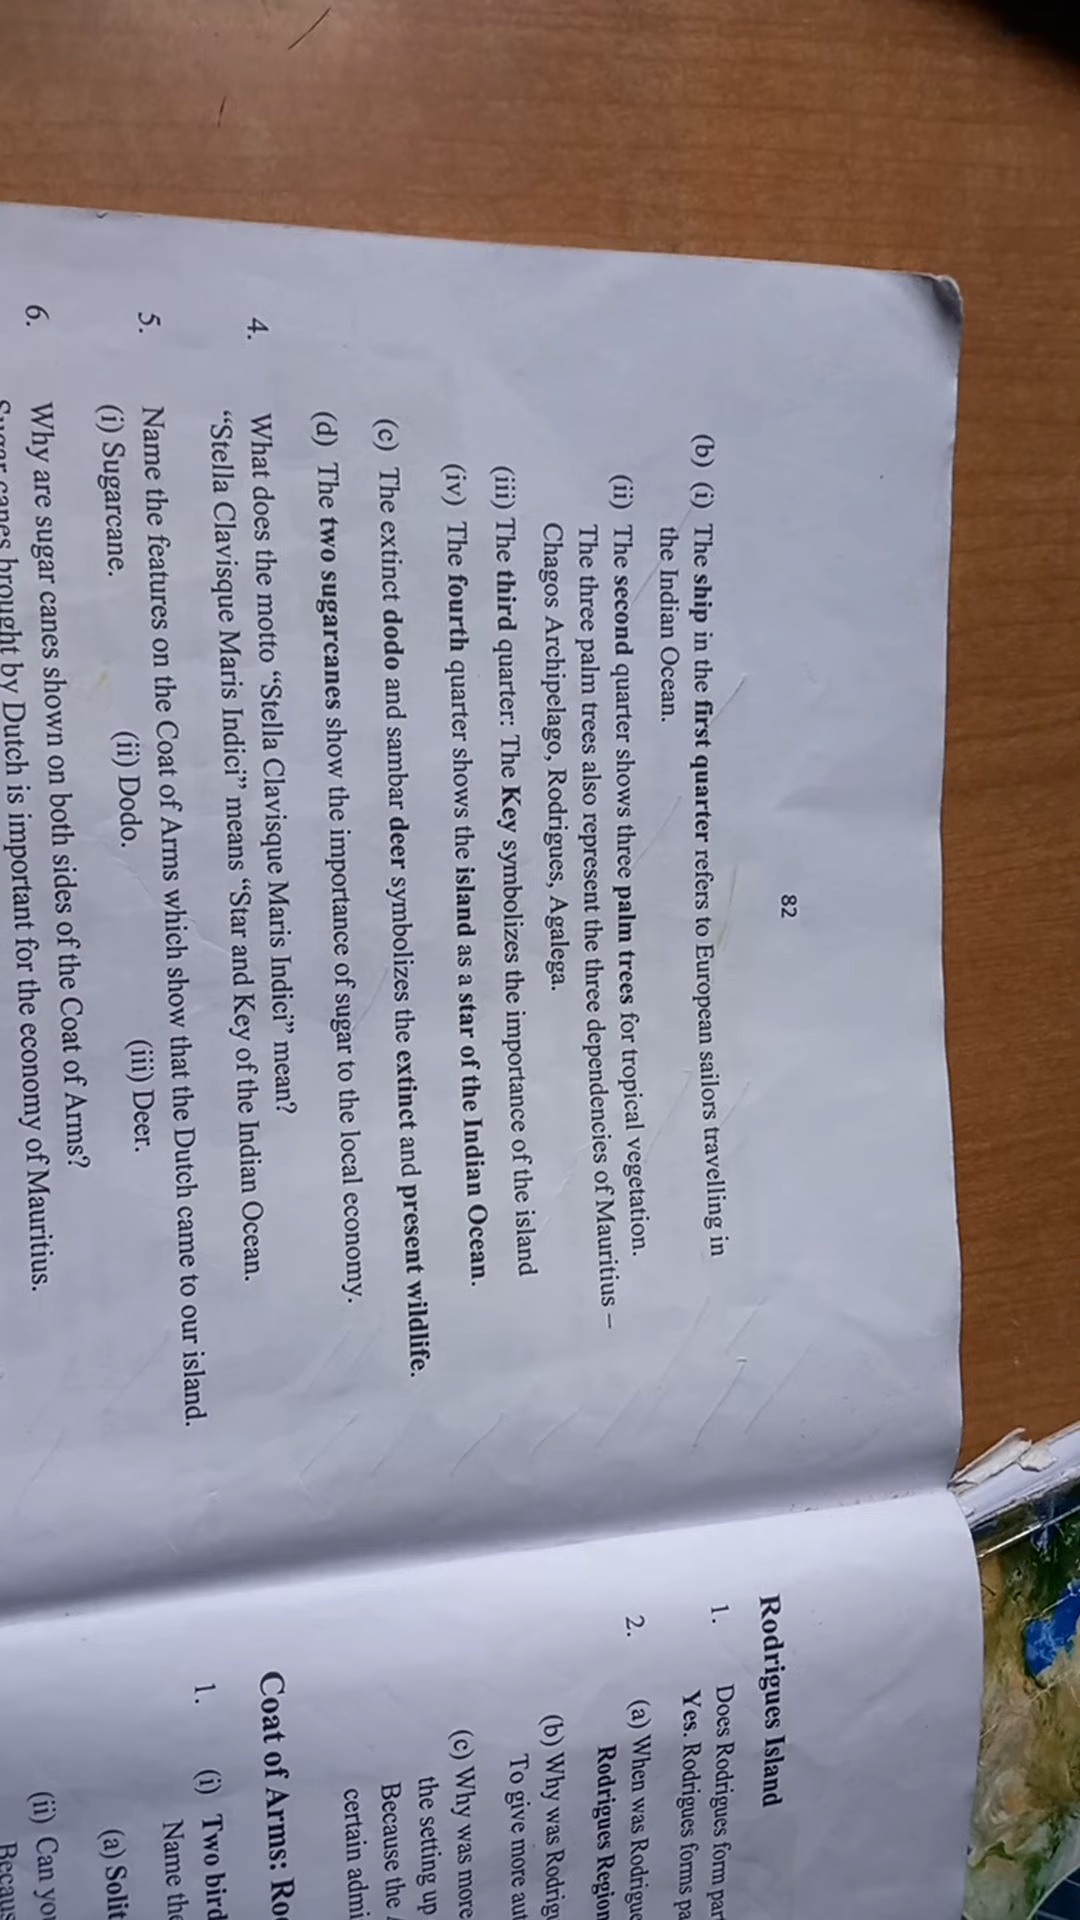 82
(b) (i) The ship in the first quarter refers to European sailors travelling in
the Indian Ocean.
(ii) The second quarter shows three palm trees for tropical vegetation.
The three palm trees also represent the three dependencies of Mauritius –
Chagos Archipelago, Rodrigues, Agalega.
(iii) The third quarter: The Key symbolizes the importance of the island
(iv) The fourth quarter shows the island as a star of the Indian Ocean.
(c) The extinct dodo and sambar deer symbolizes the extinct and present wildlife.
(d) The two sugarcanes show the importance of sugar to the local economy.
4. What does the motto “Stella Clavisque Maris Indici” mean?
“Stella Clavisque Maris Indici” means “Star and Key of the Indian Ocean.
5. Name the features on the Coat of Arms which show that the Dutch came to our island.
(i) Sugarcane. (ii) Dodo. (iii) Deer.
6. Why are sugar canes shown on both sides of the Coat of Arms?
Sugar canes brought by Dutch is important for the economy of Mauritius.
Rodrigues Island
1. Does Rodrigues form par
Yes. Rodrigues forms pa
2. (a) When was Rodrigue
Rodrigues Region
(b) Why was Rodrigu
To give more aut
(c) Why was more
the setting up
Because the
certain admi
Coat of Arms: Ro
1. (i) Two bird
Name the
(a) Solit
(ii) Can you
Becaus